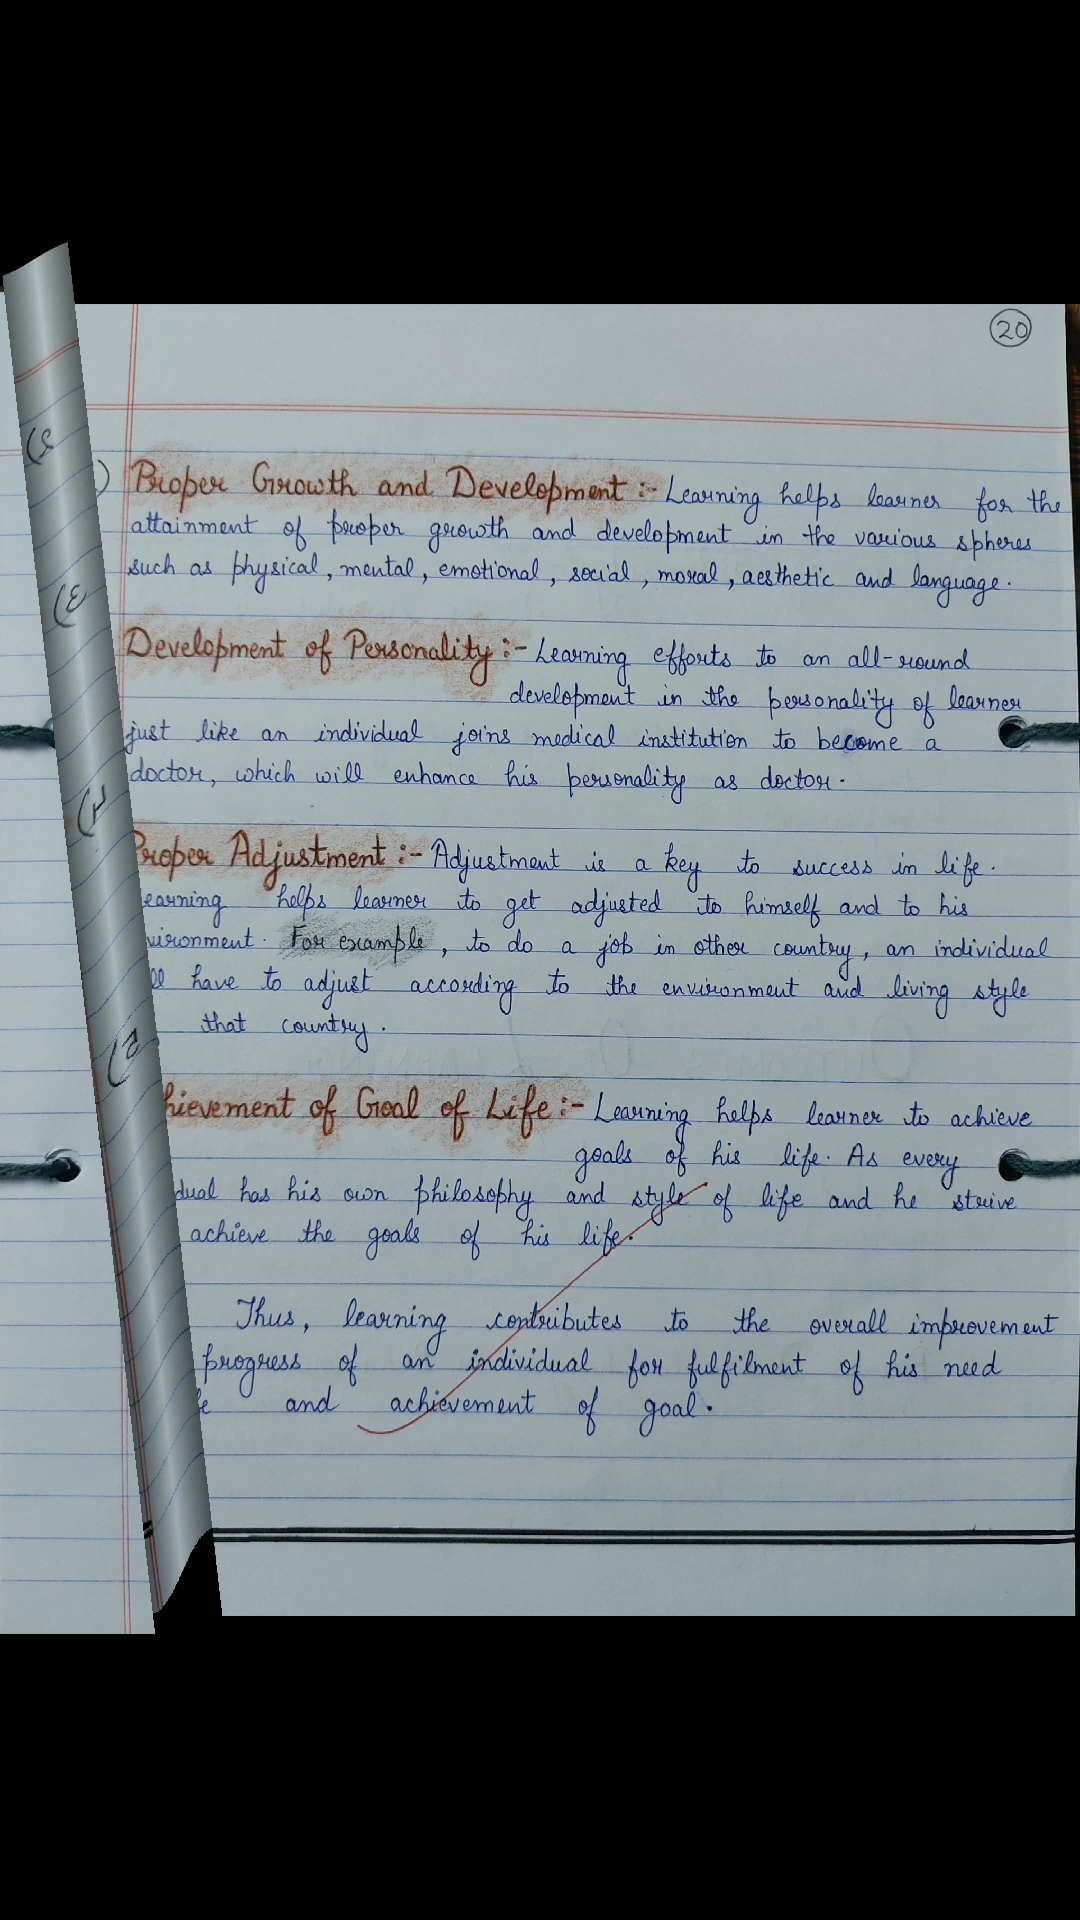 20
) Proper Growth and Development :- Learning helps learner for the
attainment of proper growth and development in the various spheres
such as physical, mental, emotional, social, moral, aesthetic and language.
Development of Personality :- Learning efforts to an all-round
development in the personality of learner
just like an individual joins medical institution to become a
doctor, which will enhance his personality as doctor.
Proper Adjustment :- Adjustment is a key to success in life.
earning helps learner to get adjusted to himself and to his
vironment. For example, to do a job in other country, an individual
ll have to adjust according to the environment and living style
that country.
hievement of Goal of Life :- Learning helps learner to achieve
goals of his life. As every
dual has his own philosophy and style of life and he strive
achieve the goals of his life.
Thus, learning contributes to the overall improvement
progress of an individual for fulfilment of his need
fe and achievement of goal.